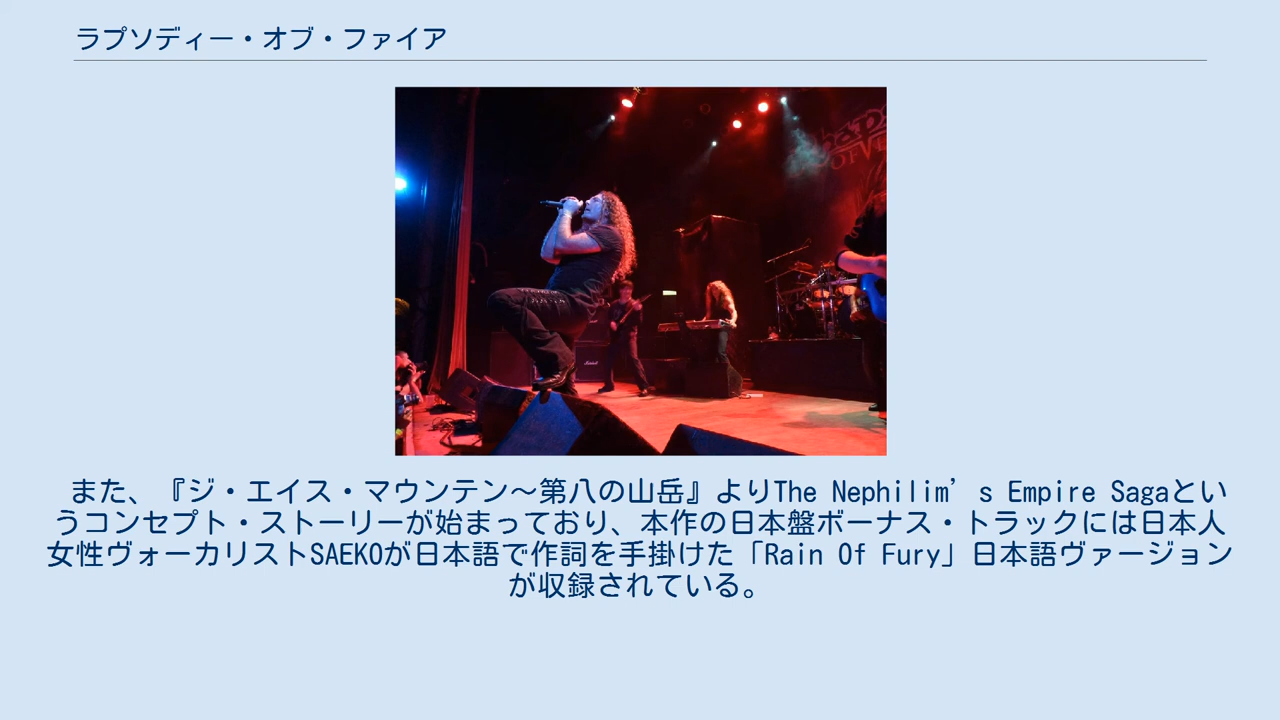 ラプソディー・オブ・ファイア
また、『ジ・エイス・マウンテン〜第八の山岳』よりThe Nephilim’s Empire Sagaとい
うコンセプト・ストーリーが始まっており、本作の日本盤ボーナス・トラックには日本人
女性ヴォーカリストSAEKOが日本語で作詞を手掛けた「Rain Of Fury」日本語ヴァージョン
が収録されている。